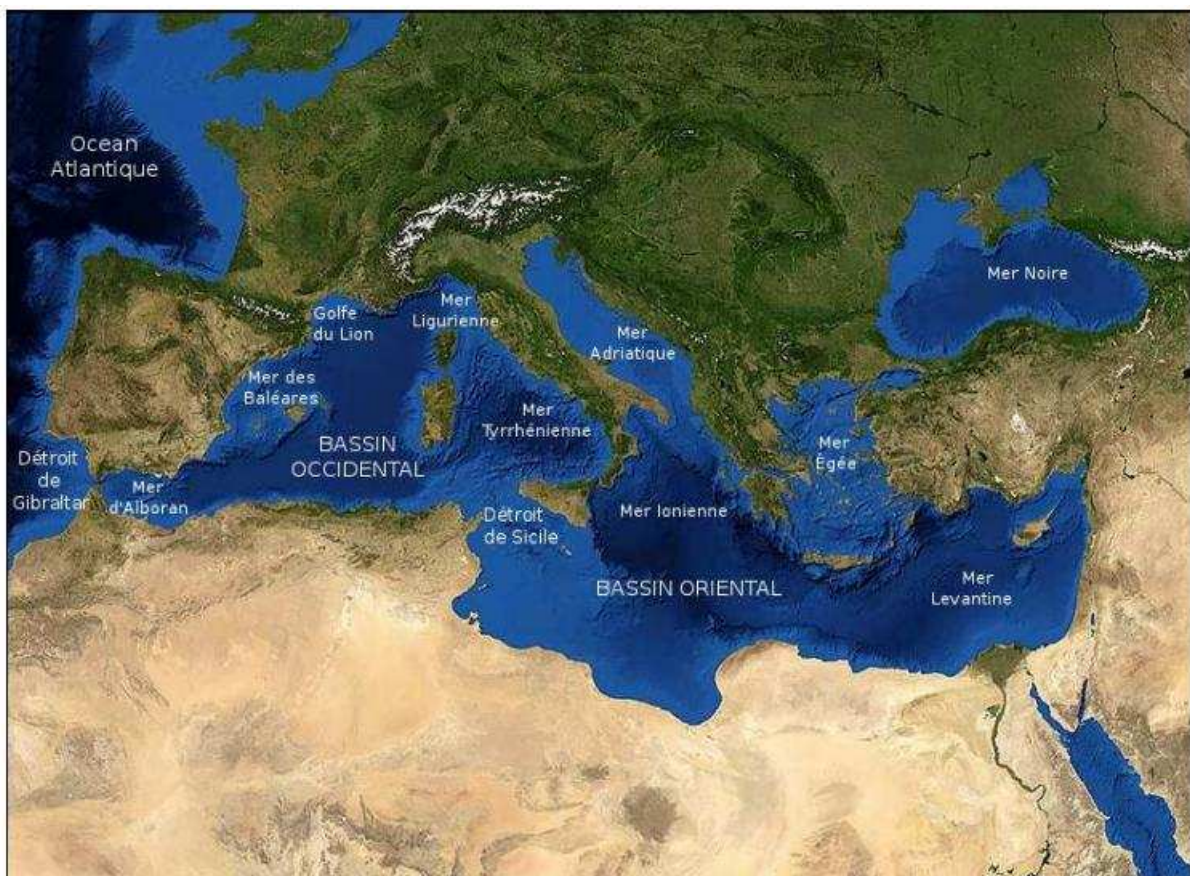 Ocean
Atlantique
Mer Noire
Golfe
du Lion
Mer
Ligurienne
Mer
Adriatique
Mer des
Baléares
Mer
Tyrrhénienne
BASSIN
OCCIDENTAL
Mer
Égée
Détroit
de
Gibraltar
Mer
d'Alboran
Détroit
de Sicile
Mer Ionienne
BASSIN ORIENTAL
Mer
Levantine